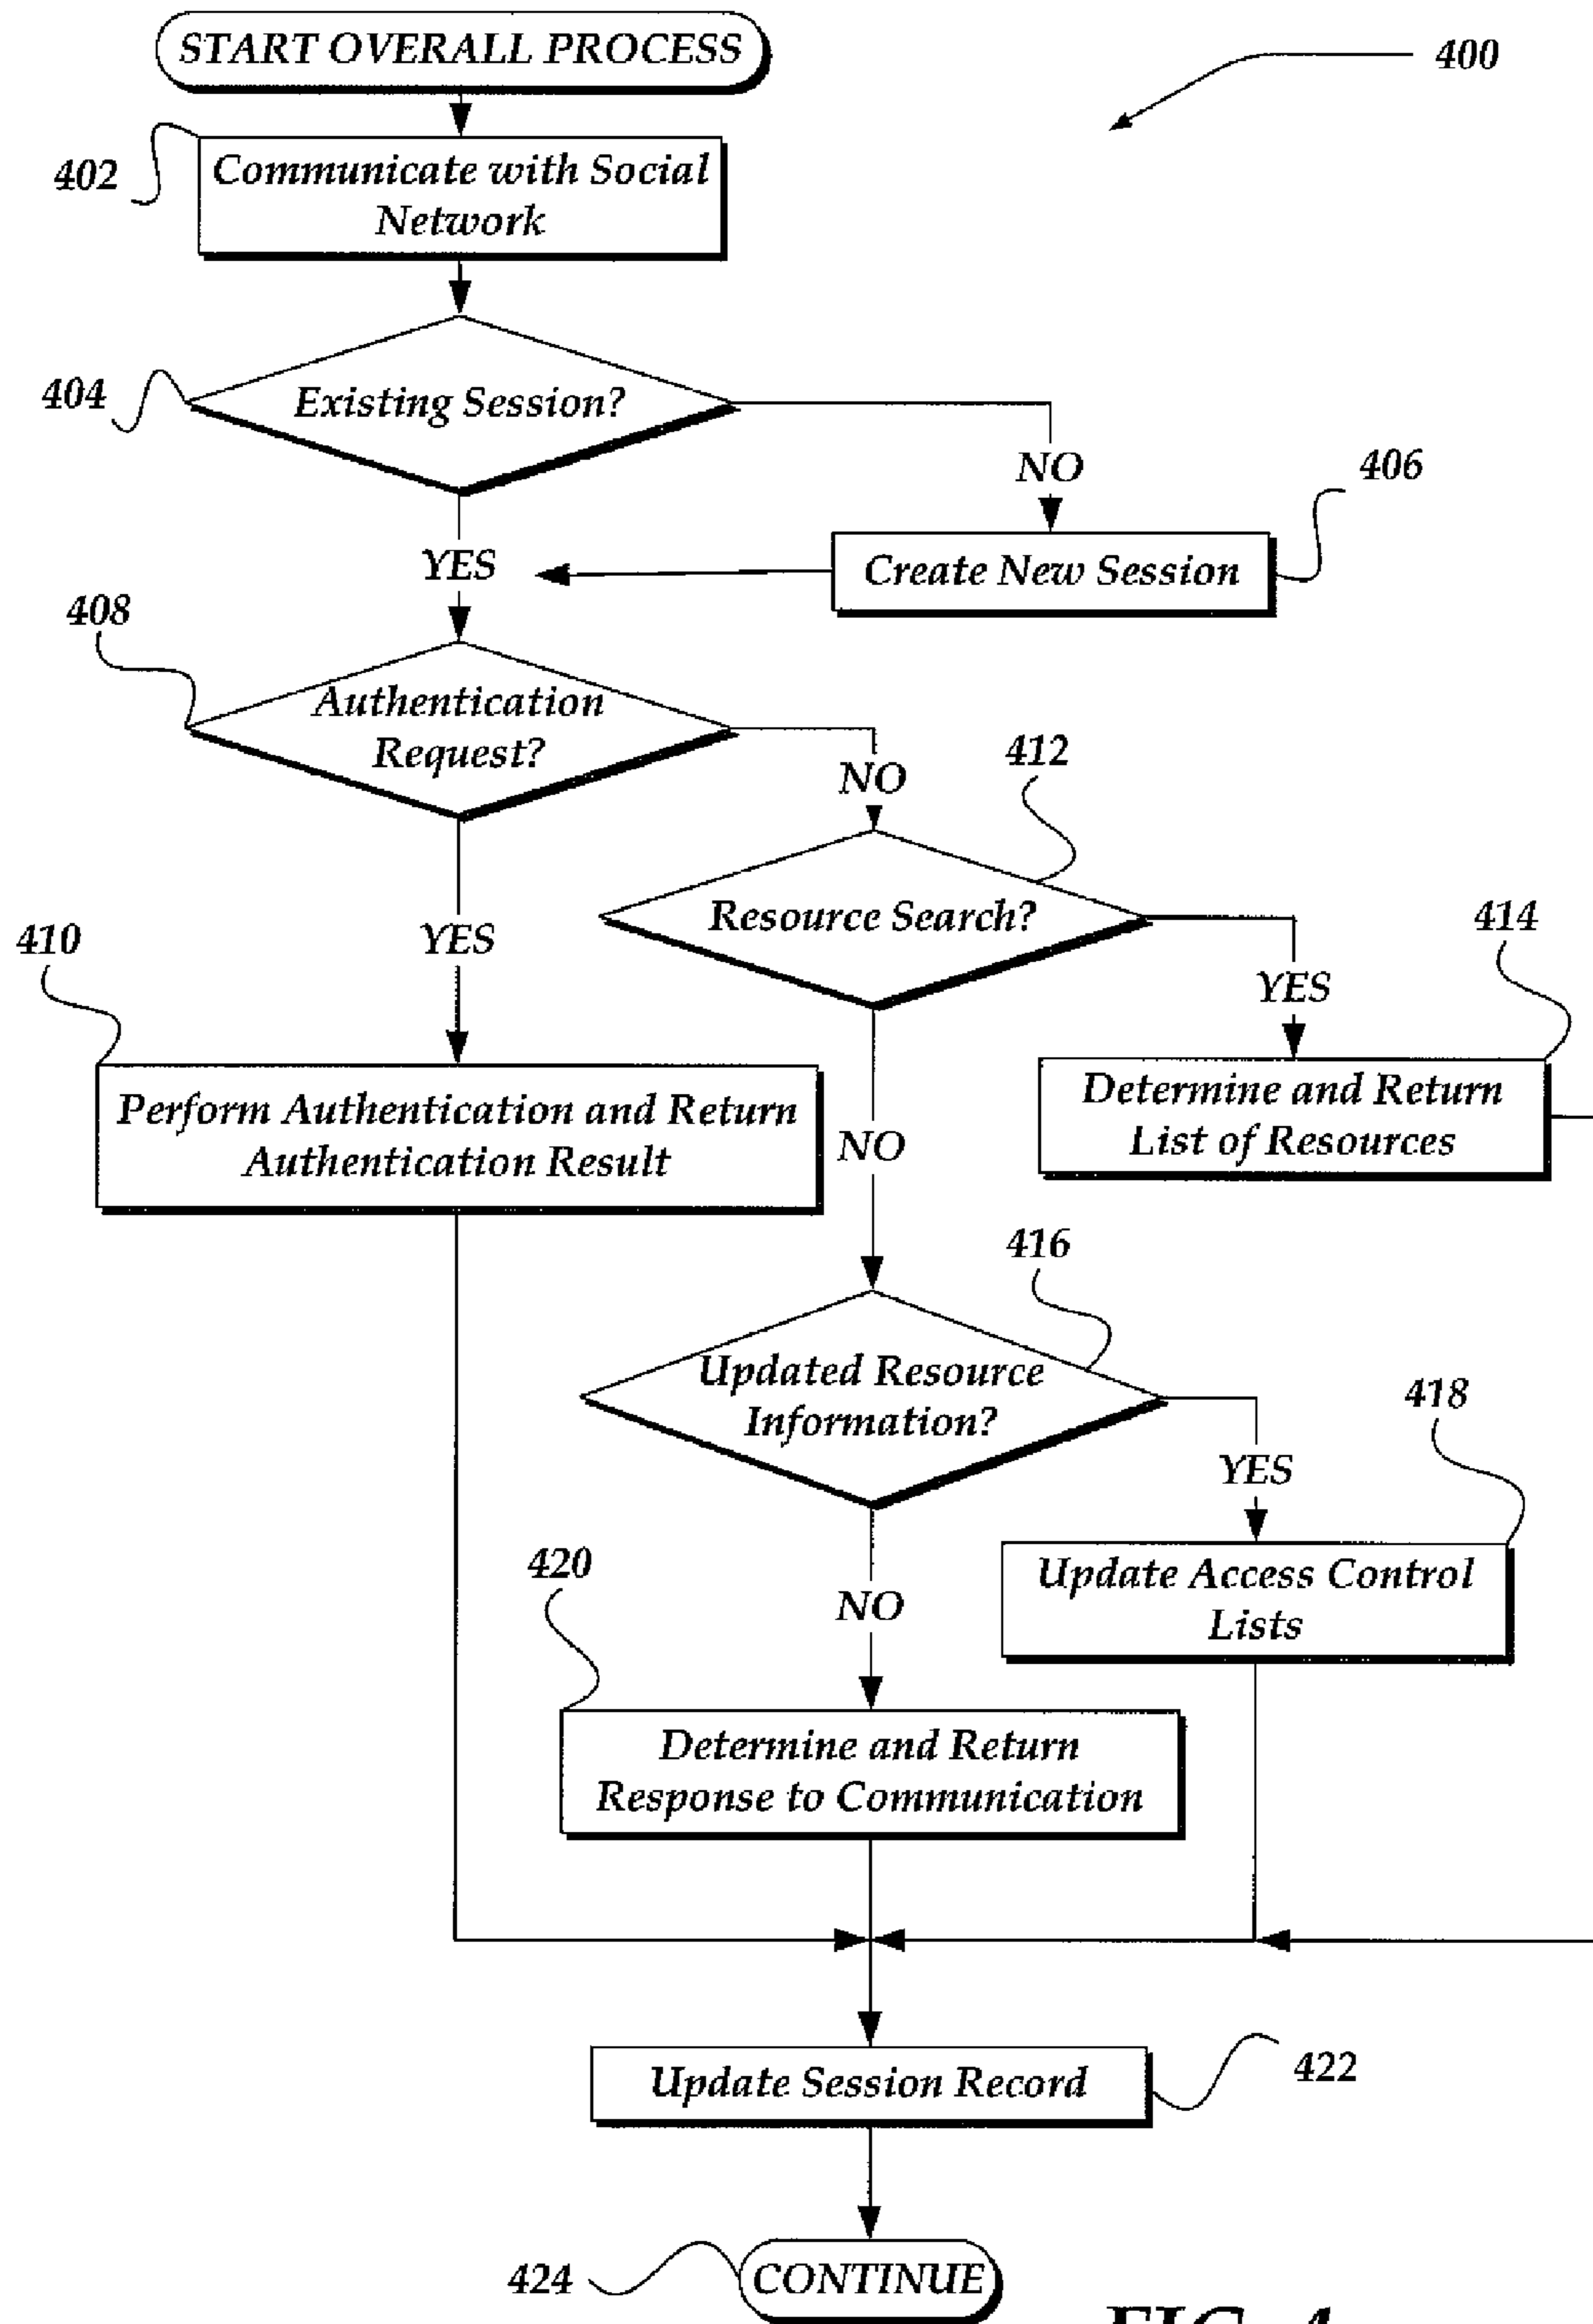 START OVERALL PROCESS
400
402
Communicate with Social
Network
404
Existing Session?
NO
406
YES
Create New Session
408
Authentication
Request?
NO
412
Resource Search?
410
YES
414
YES
Perform Authentication and Return
Authentication Result
NO
Determine and Return
List of Resources
416
Updated Resource
Information?
418
YES
420
NO
Update Access Control
Lists
Determine and Return
Response to Communication
Update Session Record
422
424
CONTINUE
FIG. 4